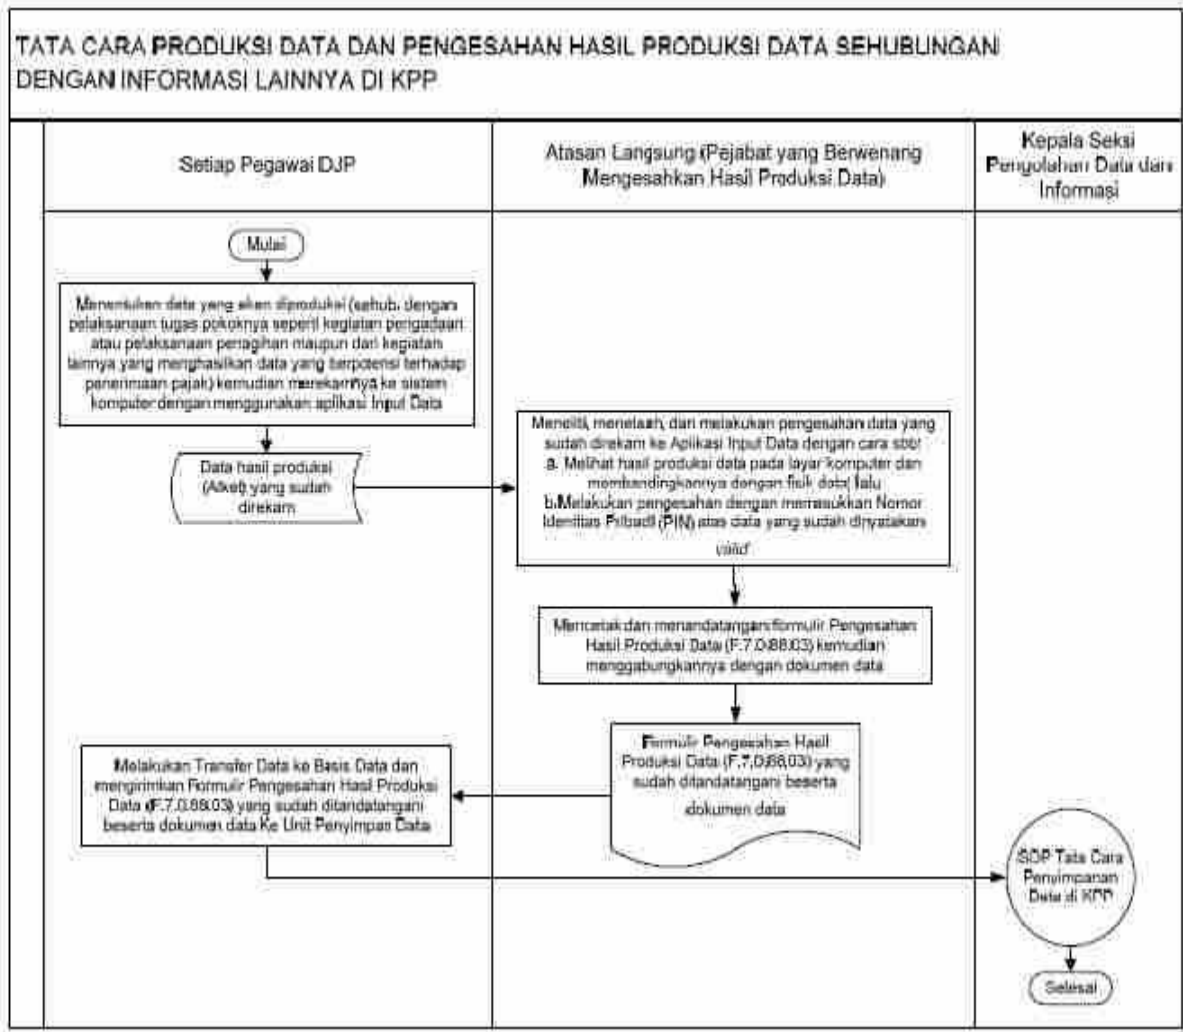 TATA CARA PRODUKSI DATA DAN PENGESAHAN HASIL PRODUKSI DATA SEHUBUNGAN
DENGAN INFORMASI LAINNYA DI KPP
Setiap Pegawai DJP
Atasan Langsung (Pejabat yang Berwenang
Mengesahkan Hasil Produksi Data)
Kepala Seksi
Pengolahan Data dan
Informasi
Mulai
Menentukan data yang akan diproduksi (sehub. dengan
pelaksanaan tugas pokoknya seperti kegiatan pengadaan
atau pelaksanaan penagihan maupun dari kegiatan
lainnya yang menghasilkan data yang berpotensi terhadap
penerimaan pajak) kemudian merekamnya ke sistem
komputer dengan menggunakan aplikasi Input Data
Data hasil produksi
(Alket) yang sudah
direkam
Meneliti, menelaah, dan melakukan pengesahan data yang
sudah direkam ke Aplikasi Input Data dengan cara sbb:
a. Melihat hasil produksi data pada layar komputer dan
membandingkannya dengan fisik data; lalu
b.Melakukan pengesahan dengan memasukkan Nomor
Identitas Pribadi (PIN) atas data yang sudah dinyatakan
valid
Mencetak dan menandatangani formulir Pengesahan
Hasil Produksi Data (F.7.0.88.03) kemudian
menggabungkannya dengan dokumen data
Formulir Pengesahan Hasil
Produksi Data (F.7.0.88.03) yang
sudah ditandatangani beserta
dokumen data
Melakukan Transfer Data ke Basis Data dan
mengirimkan Formulir Pengesahan Hasil Produksi
Data (F.7.0.88.03) yang sudah ditandatangani
beserta dokumen data Ke Unit Penyimpas Data
SOP Tata Cara
Penyimpanan
Data di KPP
Selesai